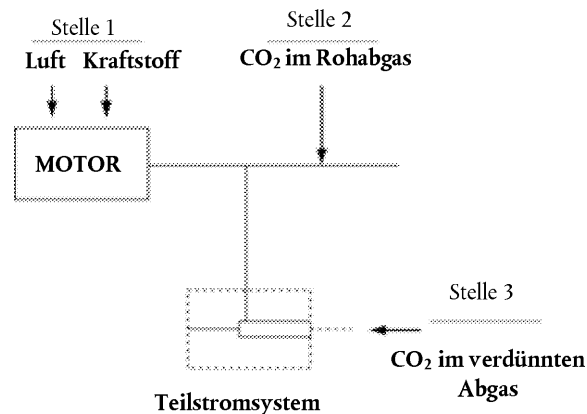 Stelle 1
Luft Kraftstoff
Stelle 2
CO₂ im Rohabgas
MOTOR
Stelle 3
CO₂ im verdünnten
Abgas
Teilstromsystem